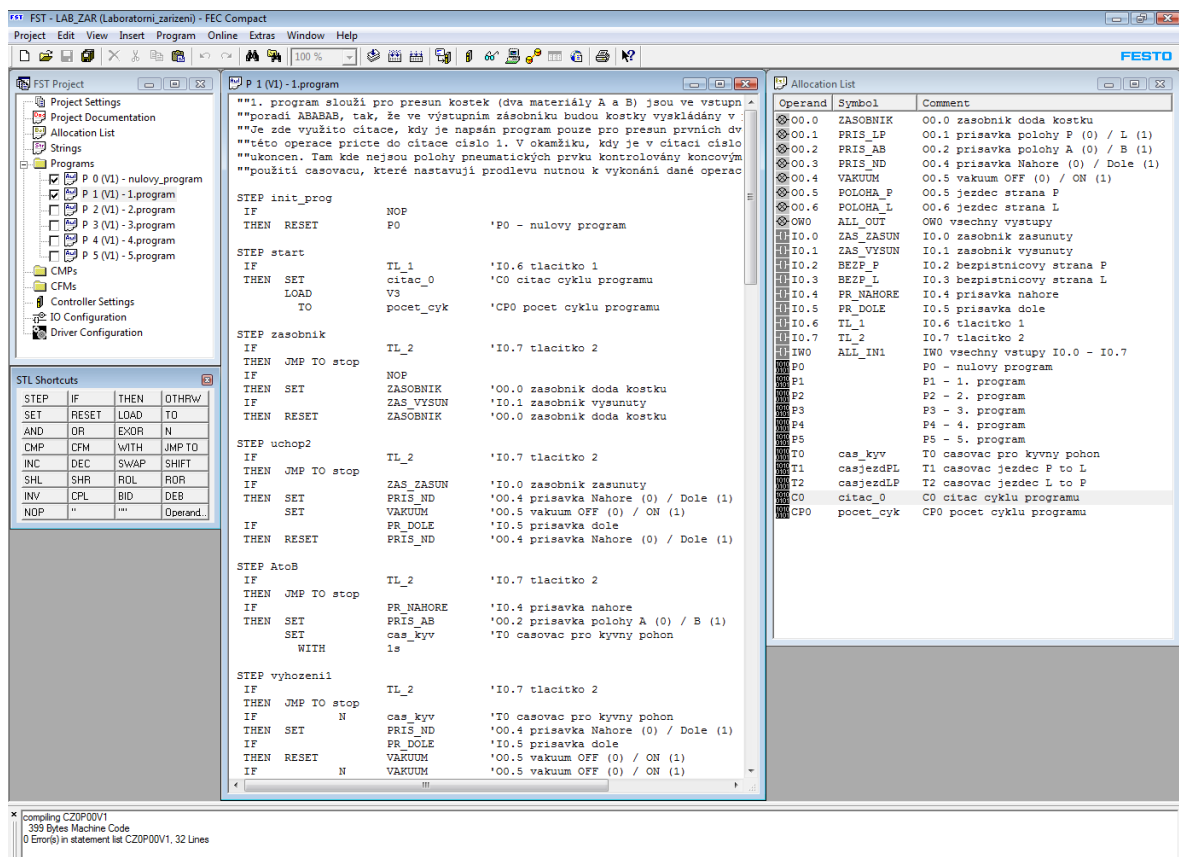 FST - LAB_ZAR (Laboratorni_zarizeni) - FEC Compact
Project Edit View Insert Program Online Extras Window Help
100 %
FESTO
FST Project
Project Settings
Project Documentation
Allocation List
Strings
Programs
P 0 (V1) - nulovy_program
P 1 (V1) - 1.program
P 2 (V1) - 2.program
P 3 (V1) - 3.program
P 4 (V1) - 4.program
P 5 (V1) - 5.program
CMPs
CFMs
Controller Settings
IO Configuration
Driver Configuration
STL Shortcuts
STEP IF THEN OTHRW
SET RESET LOAD TO
AND OR EXOR N
CMP CFM WITH JMP TO
INC DEC SWAP SHIFT
SHL SHR ROL ROR
INV CPL BID DEB
NOP " "" Operand...
P 1 (V1) - 1.program
""1. program slouží pro presun kostek (dva materiály A a B) jsou ve vstupn
""poradí ABABAB, tak, že ve výstupním zásobníku budou kostky vyskládány v
""Je zde využito cítace, kdy je napsán program pouze pro presun prvních dv
""této operace pricte do cítace císlo 1. V okamžiku, kdy je v cítaci císlo
""ukoncen. Tam kde nejsou polohy pneumatických prvku kontrolovány koncovým
""použití casovacu, které nastavují prodlevu nutnou k vykonání dané operac
STEP init_prog
IF NOP
THEN RESET P0 'P0 - nulovy program
STEP start
IF TL_1 'I0.6 tlacitko 1
THEN SET citac_0 'C0 citac cyklu programu
LOAD V3
TO pocet_cyk 'CP0 pocet cyklu programu
STEP zasobnik
IF TL_2 'I0.7 tlacitko 2
THEN JMP TO stop
IF NOP
THEN SET ZASOBNIK 'O0.0 zasobnik doda kostku
IF ZAS_VYSUN 'I0.1 zasobnik vysunuty
THEN RESET ZASOBNIK 'O0.0 zasobnik doda kostku
STEP uchop2
IF TL_2 'I0.7 tlacitko 2
THEN JMP TO stop
IF ZAS_ZASUN 'I0.0 zasobnik zasunuty
THEN SET PRIS_ND 'O0.4 prisavka Nahore (0) / Dole (1)
SET VAKUUM 'O0.5 vakuum OFF (0) / ON (1)
IF PR_DOLE 'I0.5 prisavka dole
THEN RESET PRIS_ND 'O0.4 prisavka Nahore (0) / Dole (1)
STEP AtoB
IF TL_2 'I0.7 tlacitko 2
THEN JMP TO stop
IF PR_NAHORE 'I0.4 prisavka nahore
THEN SET PRIS_AB 'O0.2 prisavka polohy A (0) / B (1)
SET cas_kyv 'T0 casovac pro kyvny pohon
WITH 1s
STEP vyhozeni1
IF TL_2 'I0.7 tlacitko 2
THEN JMP TO stop
IF N cas_kyv 'T0 casovac pro kyvny pohon
THEN SET PRIS_ND 'O0.4 prisavka Nahore (0) / Dole (1)
IF PR_DOLE 'I0.5 prisavka dole
THEN RESET VAKUUM 'O0.5 vakuum OFF (0) / ON (1)
IF N VAKUUM 'O0.5 vakuum OFF (0) / ON (1)
Allocation List
Operand Symbol Comment
O0.0 ZASOBNIK O0.0 zasobnik doda kostku
O0.1 PRIS_LP O0.1 prisavka polohy P (0) / L (1)
O0.2 PRIS_AB O0.2 prisavka polohy A (0) / B (1)
O0.3 PRIS_ND O0.4 prisavka Nahore (0) / Dole (1)
O0.4 VAKUUM O0.5 vakuum OFF (0) / ON (1)
O0.5 POLOHA_P O0.5 jezdec strana P
O0.6 POLOHA_L O0.6 jezdec strana L
OW0 ALL_OUT OW0 vsechny vystupy
I0.0 ZAS_ZASUN I0.0 zasobnik zasunuty
I0.1 ZAS_VYSUN I0.1 zasobnik vysunuty
I0.2 BEZP_P I0.2 bezpistnicovy strana P
I0.3 BEZP_L I0.3 bezpistnicovy strana L
I0.4 PR_NAHORE I0.4 prisavka nahore
I0.5 PR_DOLE I0.5 prisavka dole
I0.6 TL_1 I0.6 tlacitko 1
I0.7 TL_2 I0.7 tlacitko 2
IW0 ALL_IN1 IW0 vsechny vstupy I0.0 - I0.7
P0 P0 - nulovy program
P1 P1 - 1. program
P2 P2 - 2. program
P3 P3 - 3. program
P4 P4 - 4. program
P5 P5 - 5. program
T0 cas_kyv T0 casovac pro kyvny pohon
T1 casjezdPL T1 casovac jezdec P to L
T2 casjezdLP T2 casovac jezdec L to P
C0 citac_0 C0 citac cyklu programu
CP0 pocet_cyk CP0 pocet cyklu programu
compiling CZ0P00V1
399 Bytes Machine Code
0 Error(s) in statement list CZ0P00V1, 32 Lines